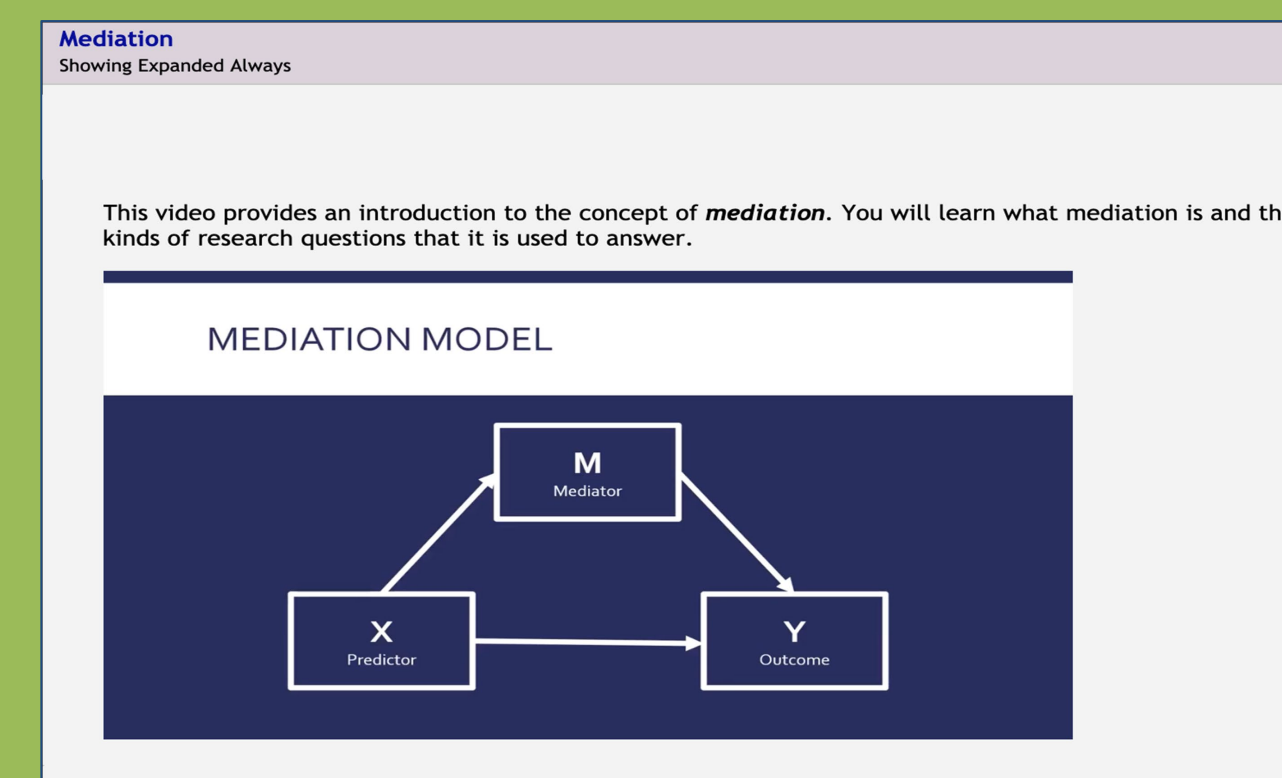 Mediation
Showing Expanded Always
This video provides an introduction to the concept of mediation. You will learn what mediation is and th
kinds of research questions that it is used to answer.
MEDIATION MODEL
M
Mediator
X
Predictor
Y
Outcome